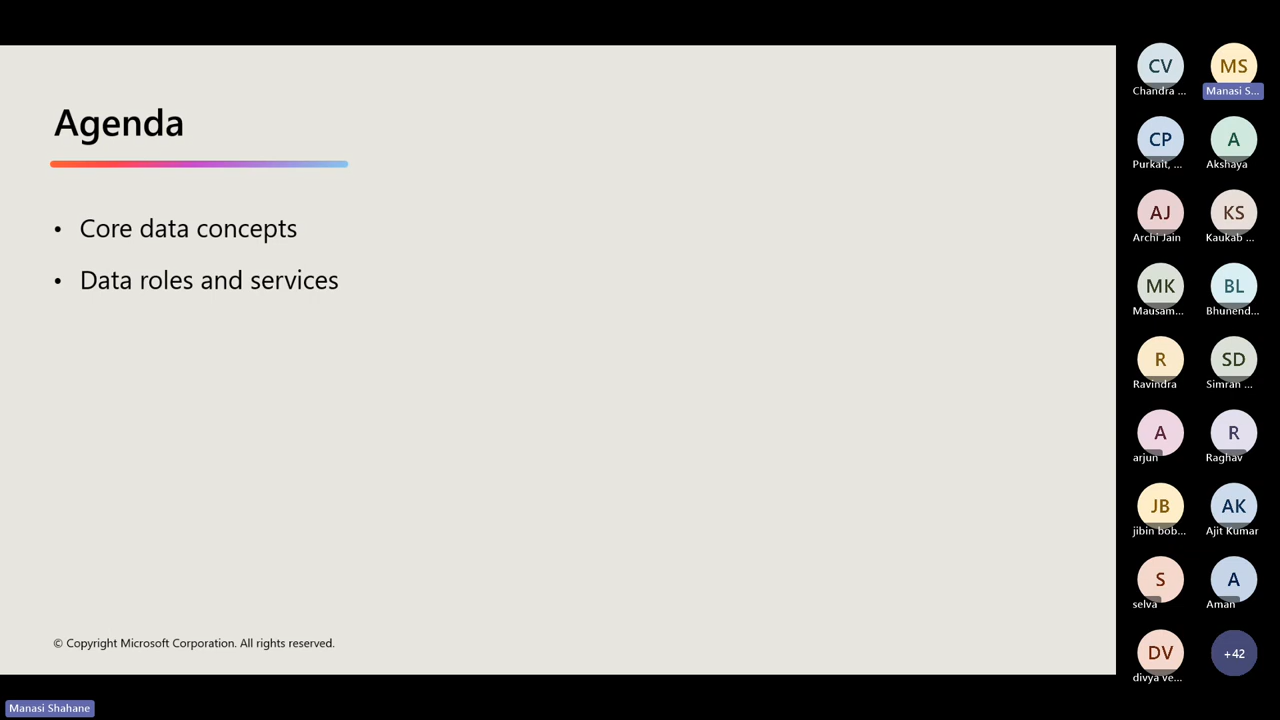 Agenda
• Core data concepts
• Data roles and services
© Copyright Microsoft Corporation. All rights reserved.
Manasi Shahane
CV
Chandra ...
MS
Manasi S...
CP
Purkait, ...
A
Akshaya
AJ
Archi Jain
KS
Kaukab ...
MK
Mausam...
BL
Bhunend...
R
Ravindra
SD
Simran ...
A
arjun
R
Raghav
JB
jibin bob...
AK
Ajit Kumar
S
selva
A
Aman
DV
divya ve...
+42